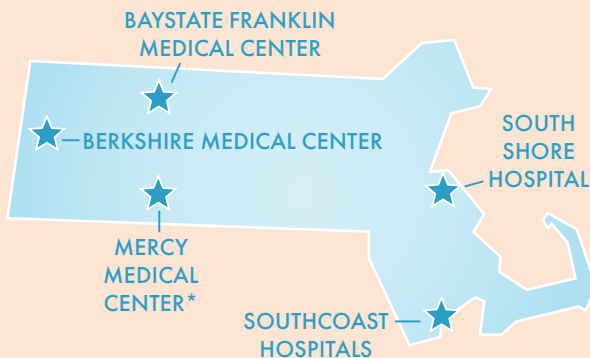 BAYSTATE FRANKLIN
MEDICAL CENTER
BERKSHIRE MEDICAL CENTER
SOUTH
SHORE
HOSPITAL
MERCY
MEDICAL
CENTER*
SOUTHCOAST
HOSPITALS